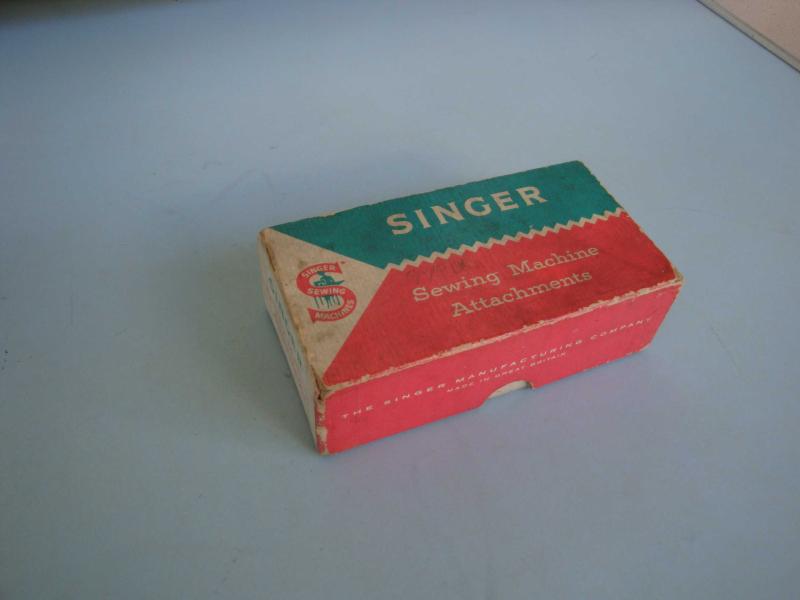 SINGER
Sewing Machine
Attachments
SINGER
SEWING
MACHINES
THE SINGER MANUFACTURING COMPANY
MADE IN GREAT BRITAIN